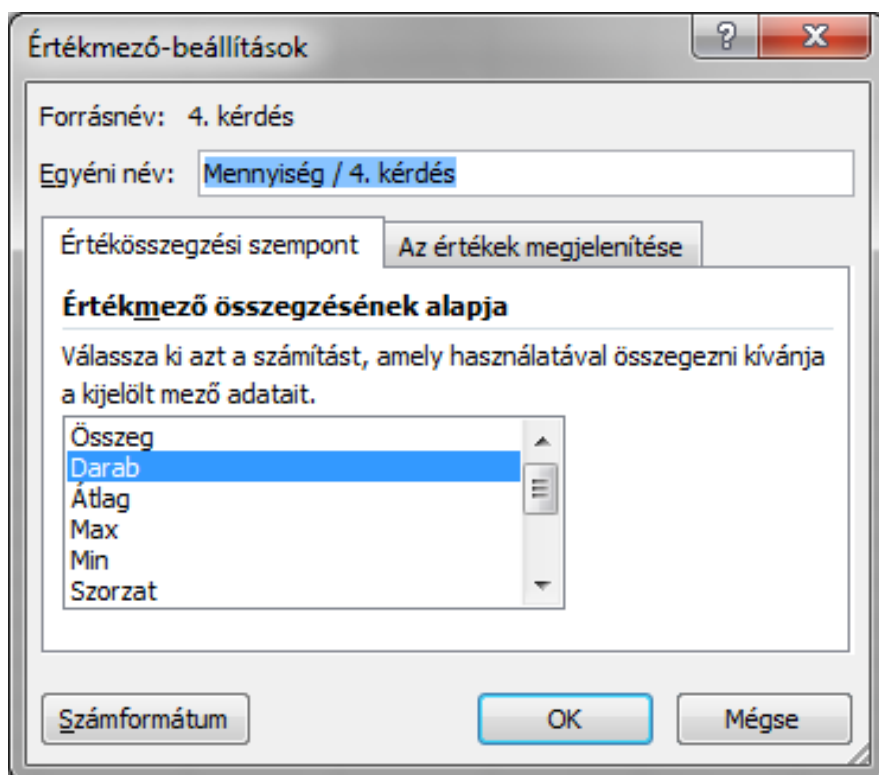 Értékmező-beállítások
Forrásnév: 4. kérdés
Egyéni név: Mennyiség / 4. kérdés
Értékösszegzési szempont
Az értékek megjelenítése
Értékmező összegzésének alapja
Válassza ki azt a számítást, amely használatával összegezni kívánja
a kijelölt mező adatait.
Összeg
Darab
Átlag
Max
Min
Szorzat
Számformátum
OK
Mégse